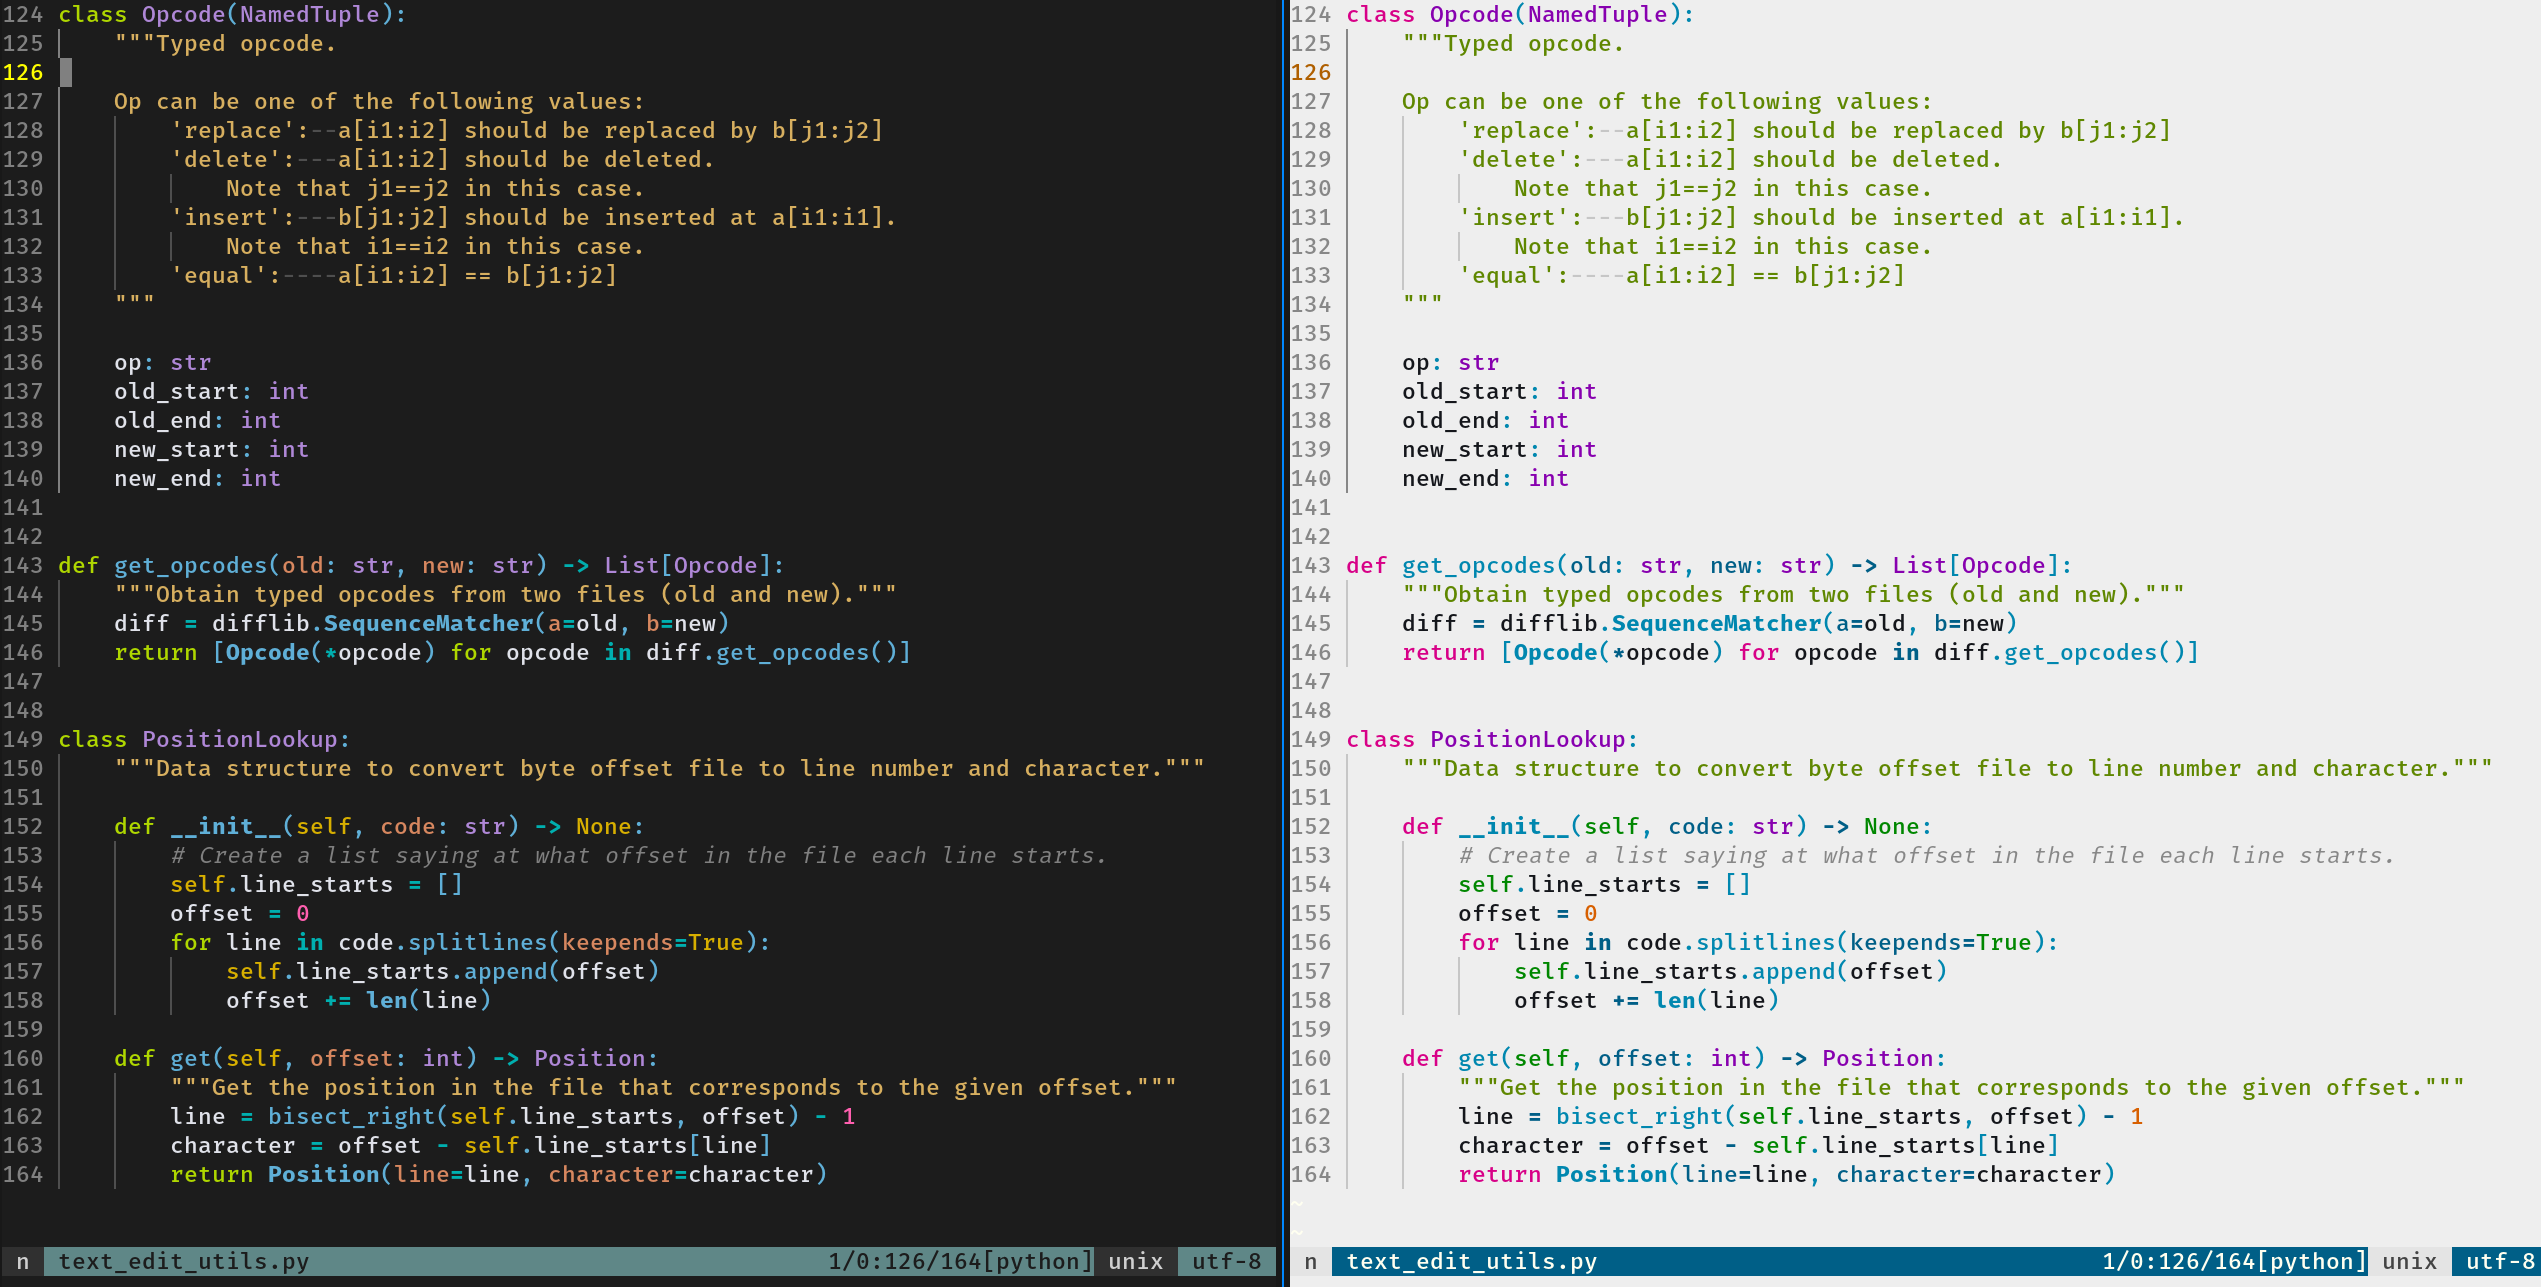 124 class Opcode(NamedTuple):
125     """Typed opcode.
126
127     Op can be one of the following values:
128         'replace':--a[i1:i2] should be replaced by b[j1:j2]
129         'delete':---a[i1:i2] should be deleted.
130             Note that j1==j2 in this case.
131         'insert':---b[j1:j2] should be inserted at a[i1:i1].
132             Note that i1==i2 in this case.
133         'equal':----a[i1:i2] == b[j1:j2]
134     """
135
136     op: str
137     old_start: int
138     old_end: int
139     new_start: int
140     new_end: int
141
142
143 def get_opcodes(old: str, new: str) -> List[Opcode]:
144     """Obtain typed opcodes from two files (old and new)."""
145     diff = difflib.SequenceMatcher(a=old, b=new)
146     return [Opcode(*opcode) for opcode in diff.get_opcodes()]
147
148
149 class PositionLookup:
150     """Data structure to convert byte offset file to line number and character."""
151
152     def __init__(self, code: str) -> None:
153         # Create a list saying at what offset in the file each line starts.
154         self.line_starts = []
155         offset = 0
156         for line in code.splitlines(keepends=True):
157             self.line_starts.append(offset)
158             offset += len(line)
159
160     def get(self, offset: int) -> Position:
161         """Get the position in the file that corresponds to the given offset."""
162         line = bisect_right(self.line_starts, offset) - 1
163         character = offset - self.line_starts[line]
164         return Position(line=line, character=character)
n text_edit_utils.py 1/0:126/164[python] unix utf-8
124 class Opcode(NamedTuple):
125     """Typed opcode.
126
127     Op can be one of the following values:
128         'replace':--a[i1:i2] should be replaced by b[j1:j2]
129         'delete':---a[i1:i2] should be deleted.
130             Note that j1==j2 in this case.
131         'insert':---b[j1:j2] should be inserted at a[i1:i1].
132             Note that i1==i2 in this case.
133         'equal':----a[i1:i2] == b[j1:j2]
134     """
135
136     op: str
137     old_start: int
138     old_end: int
139     new_start: int
140     new_end: int
141
142
143 def get_opcodes(old: str, new: str) -> List[Opcode]:
144     """Obtain typed opcodes from two files (old and new)."""
145     diff = difflib.SequenceMatcher(a=old, b=new)
146     return [Opcode(*opcode) for opcode in diff.get_opcodes()]
147
148
149 class PositionLookup:
150     """Data structure to convert byte offset file to line number and character."""
151
152     def __init__(self, code: str) -> None:
153         # Create a list saying at what offset in the file each line starts.
154         self.line_starts = []
155         offset = 0
156         for line in code.splitlines(keepends=True):
157             self.line_starts.append(offset)
158             offset += len(line)
159
160     def get(self, offset: int) -> Position:
161         """Get the position in the file that corresponds to the given offset."""
162         line = bisect_right(self.line_starts, offset) - 1
163         character = offset - self.line_starts[line]
164         return Position(line=line, character=character)
~
~
n text_edit_utils.py 1/0:126/164[python] unix utf-8